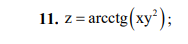 11. z = arcctg(xy²);